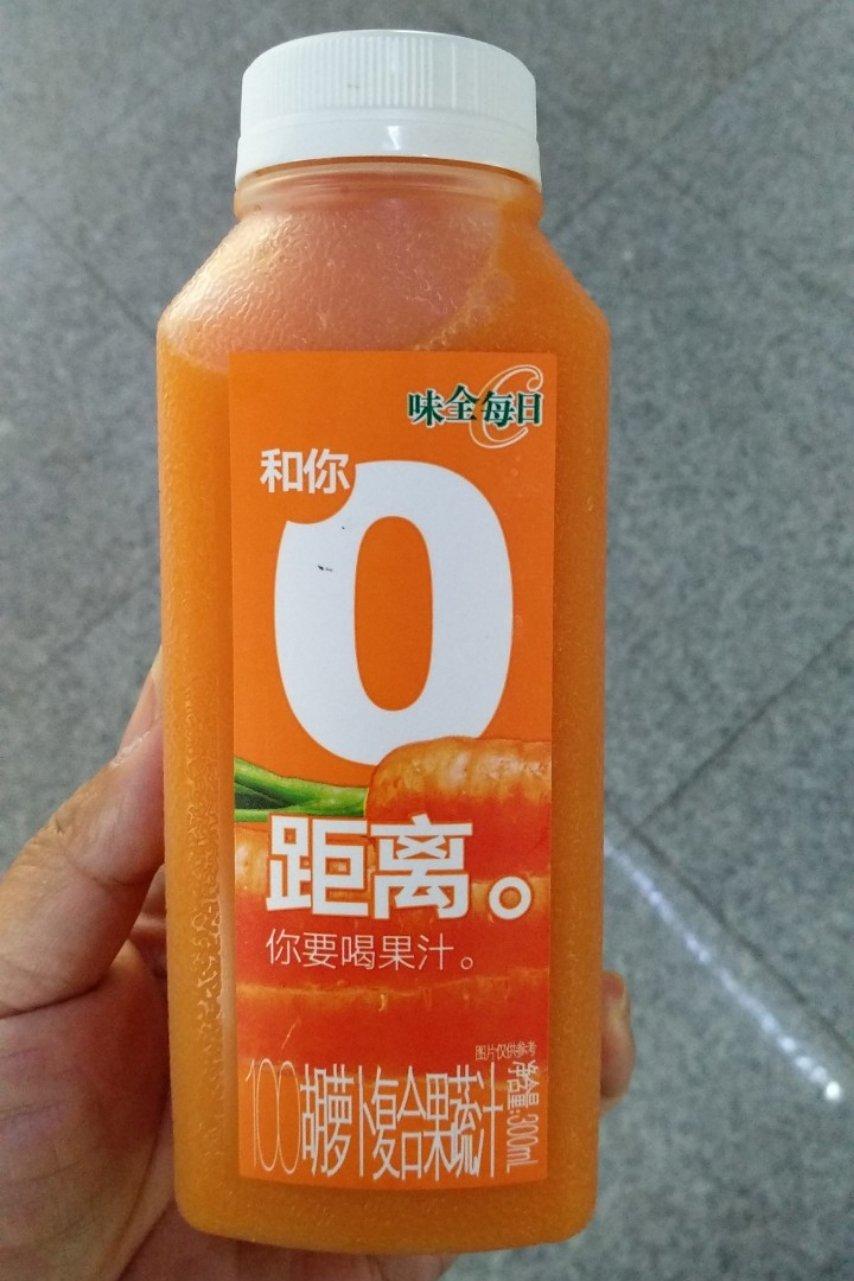 味全每日C
和你
0
距离。
你要喝果汁。
图片仅供参考
100胡萝卜复合果蔬汁
净含量:300mL